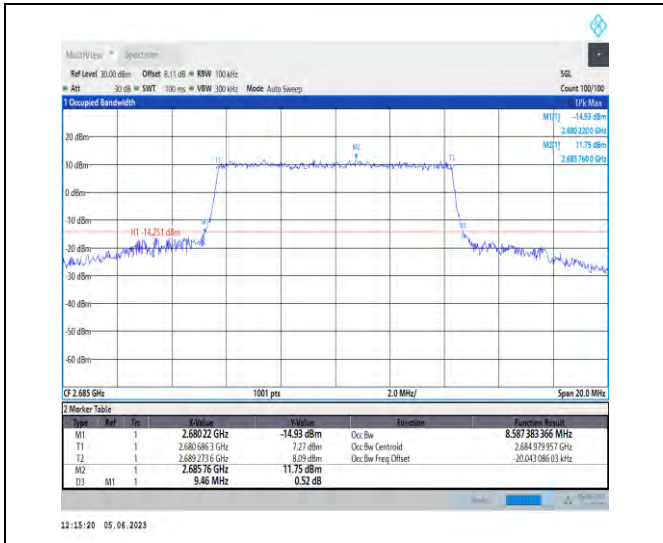 MultiView Spectrum
Ref Level 30.00 dBm Offset 8.11 dB RBW 100 kHz SGL
Att 30 dB SWT 100 ms VBW 300 kHz Mode Auto Sweep Count 100/100
1 Occupied Bandwidth 1Pk Max
M1[1] -14.93 dBm
2.680 220 0 GHz
20 dBm M2[1] 11.75 dBm
2.685 760 0 GHz
M2
T1 T2
10 dBm
0 dBm
-10 dBm
M1 D3
H1 -14.251 dBm
-20 dBm
-30 dBm
-40 dBm
-50 dBm
-60 dBm
CF 2.685 GHz 1001 pts 2.0 MHz/ Span 20.0 MHz
2 Marker Table
Type Ref Trc X-Value Y-Value Function Function Result
M1 1 2.680 22 GHz -14.93 dBm Occ Bw 8.587 383 366 MHz
T1 1 2.680 686 3 GHz 7.27 dBm Occ Bw Centroid 2.684 979 957 GHz
T2 1 2.689 273 6 GHz 8.09 dBm Occ Bw Freq Offset -20.043 086 03 kHz
M2 1 2.685 76 GHz 11.75 dBm
D3 M1 1 9.46 MHz 0.52 dB
Ready
12:15:20 05.06.2023